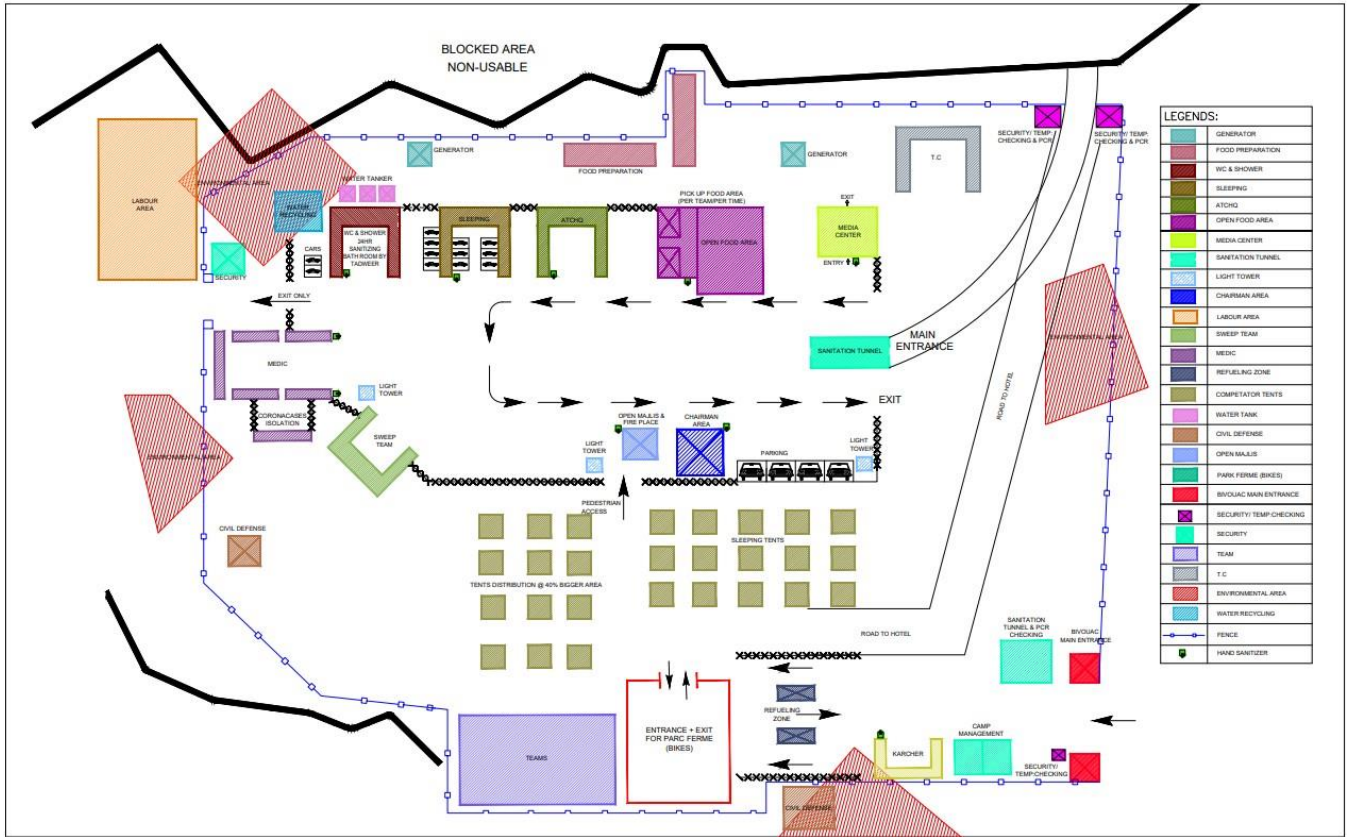 BLOCKED AREA
NON-USABLE
SECURITY/ TEMP:
CHECKING & PCR
SECURITY/ TEMP:
CHECKING & PCR
GENERATOR
FOOD PREPARATION
GENERATOR
T.C
LABOUR
AREA
ENVIRONMENTAL AREA
WATER TANKER
WATER
RECYCLING
WC & SHOWER
24HR
SANITIZING
BATH ROOM BY
TADWEER
SLEEPING
ATCHQ
PICK UP FOOD AREA
(PER TEAM/PER TIME)
OPEN FOOD AREA
EXIT
MEDIA
CENTER
ENTRY
CARS
SECURITY
EXIT ONLY
MEDIC
CORONACASES
ISOLATION
LIGHT
TOWER
SWEEP
TEAM
SANITATION TUNNEL
MAIN
ENTRANCE
ENVIRONMENTAL AREA
ROAD TO HOTEL
EXIT
OPEN MAJLIS &
FIRE PLACE
CHAIRMAN
AREA
LIGHT
TOWER
PARKING
LIGHT
TOWER
ENVIRONMENTAL AREA
PEDESTRIAN
ACCESS
CIVIL DEFENSE
SLEEPING TENTS
TENTS DISTRIBUTION @ 40% BIGGER AREA
ROAD TO HOTEL
SANITATION
TUNNEL & PCR
CHECKING
BIVOUAC
MAIN ENTRANCE
REFUELING
ZONE
ENTRANCE + EXIT
FOR PARC FERME
(BIKES)
TEAMS
KARCHER
CAMP
MANAGEMENT
SECURITY/
TEMP:CHECKING
CIVIL DEFENSE
LEGENDS:
GENERATOR
FOOD PREPARATION
WC & SHOWER
SLEEPING
ATCHQ
OPEN FOOD AREA
MEDIA CENTER
SANITATION TUNNEL
LIGHT TOWER
CHAIRMAN AREA
LABOUR AREA
SWEEP TEAM
MEDIC
REFUELING ZONE
COMPETATOR TENTS
WATER TANK
CIVIL DEFENSE
OPEN MAJLIS
PARK FERME (BIKES)
BIVOUAC MAIN ENTRANCE
SECURITY/ TEMP:CHECKING
SECURITY
TEAM
T.C
ENVIRONMENTAL AREA
WATER RECYCLING
FENCE
HAND SANITIZER